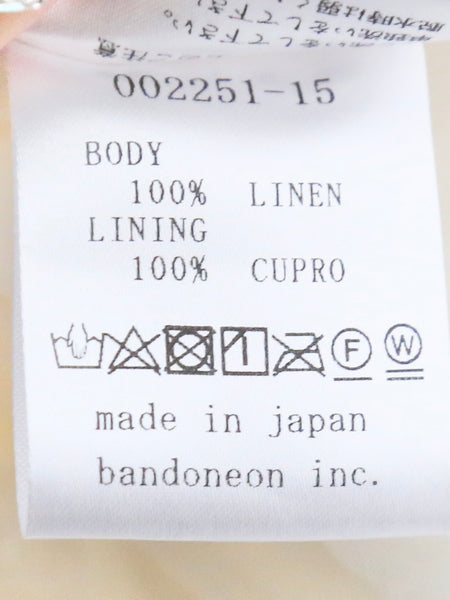 002251-15
BODY
100% LINEN
LINING
100% CUPRO
F W
made in japan
bandoneon inc.